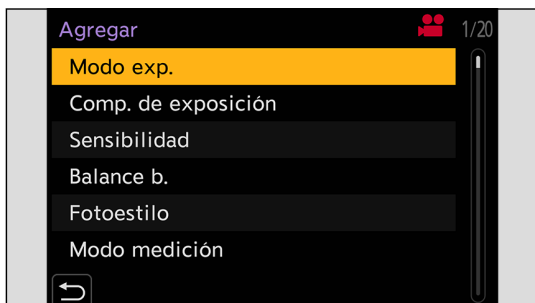 Agregar 1/20
Modo exp.
Comp. de exposición
Sensibilidad
Balance b.
Fotoestilo
Modo medición